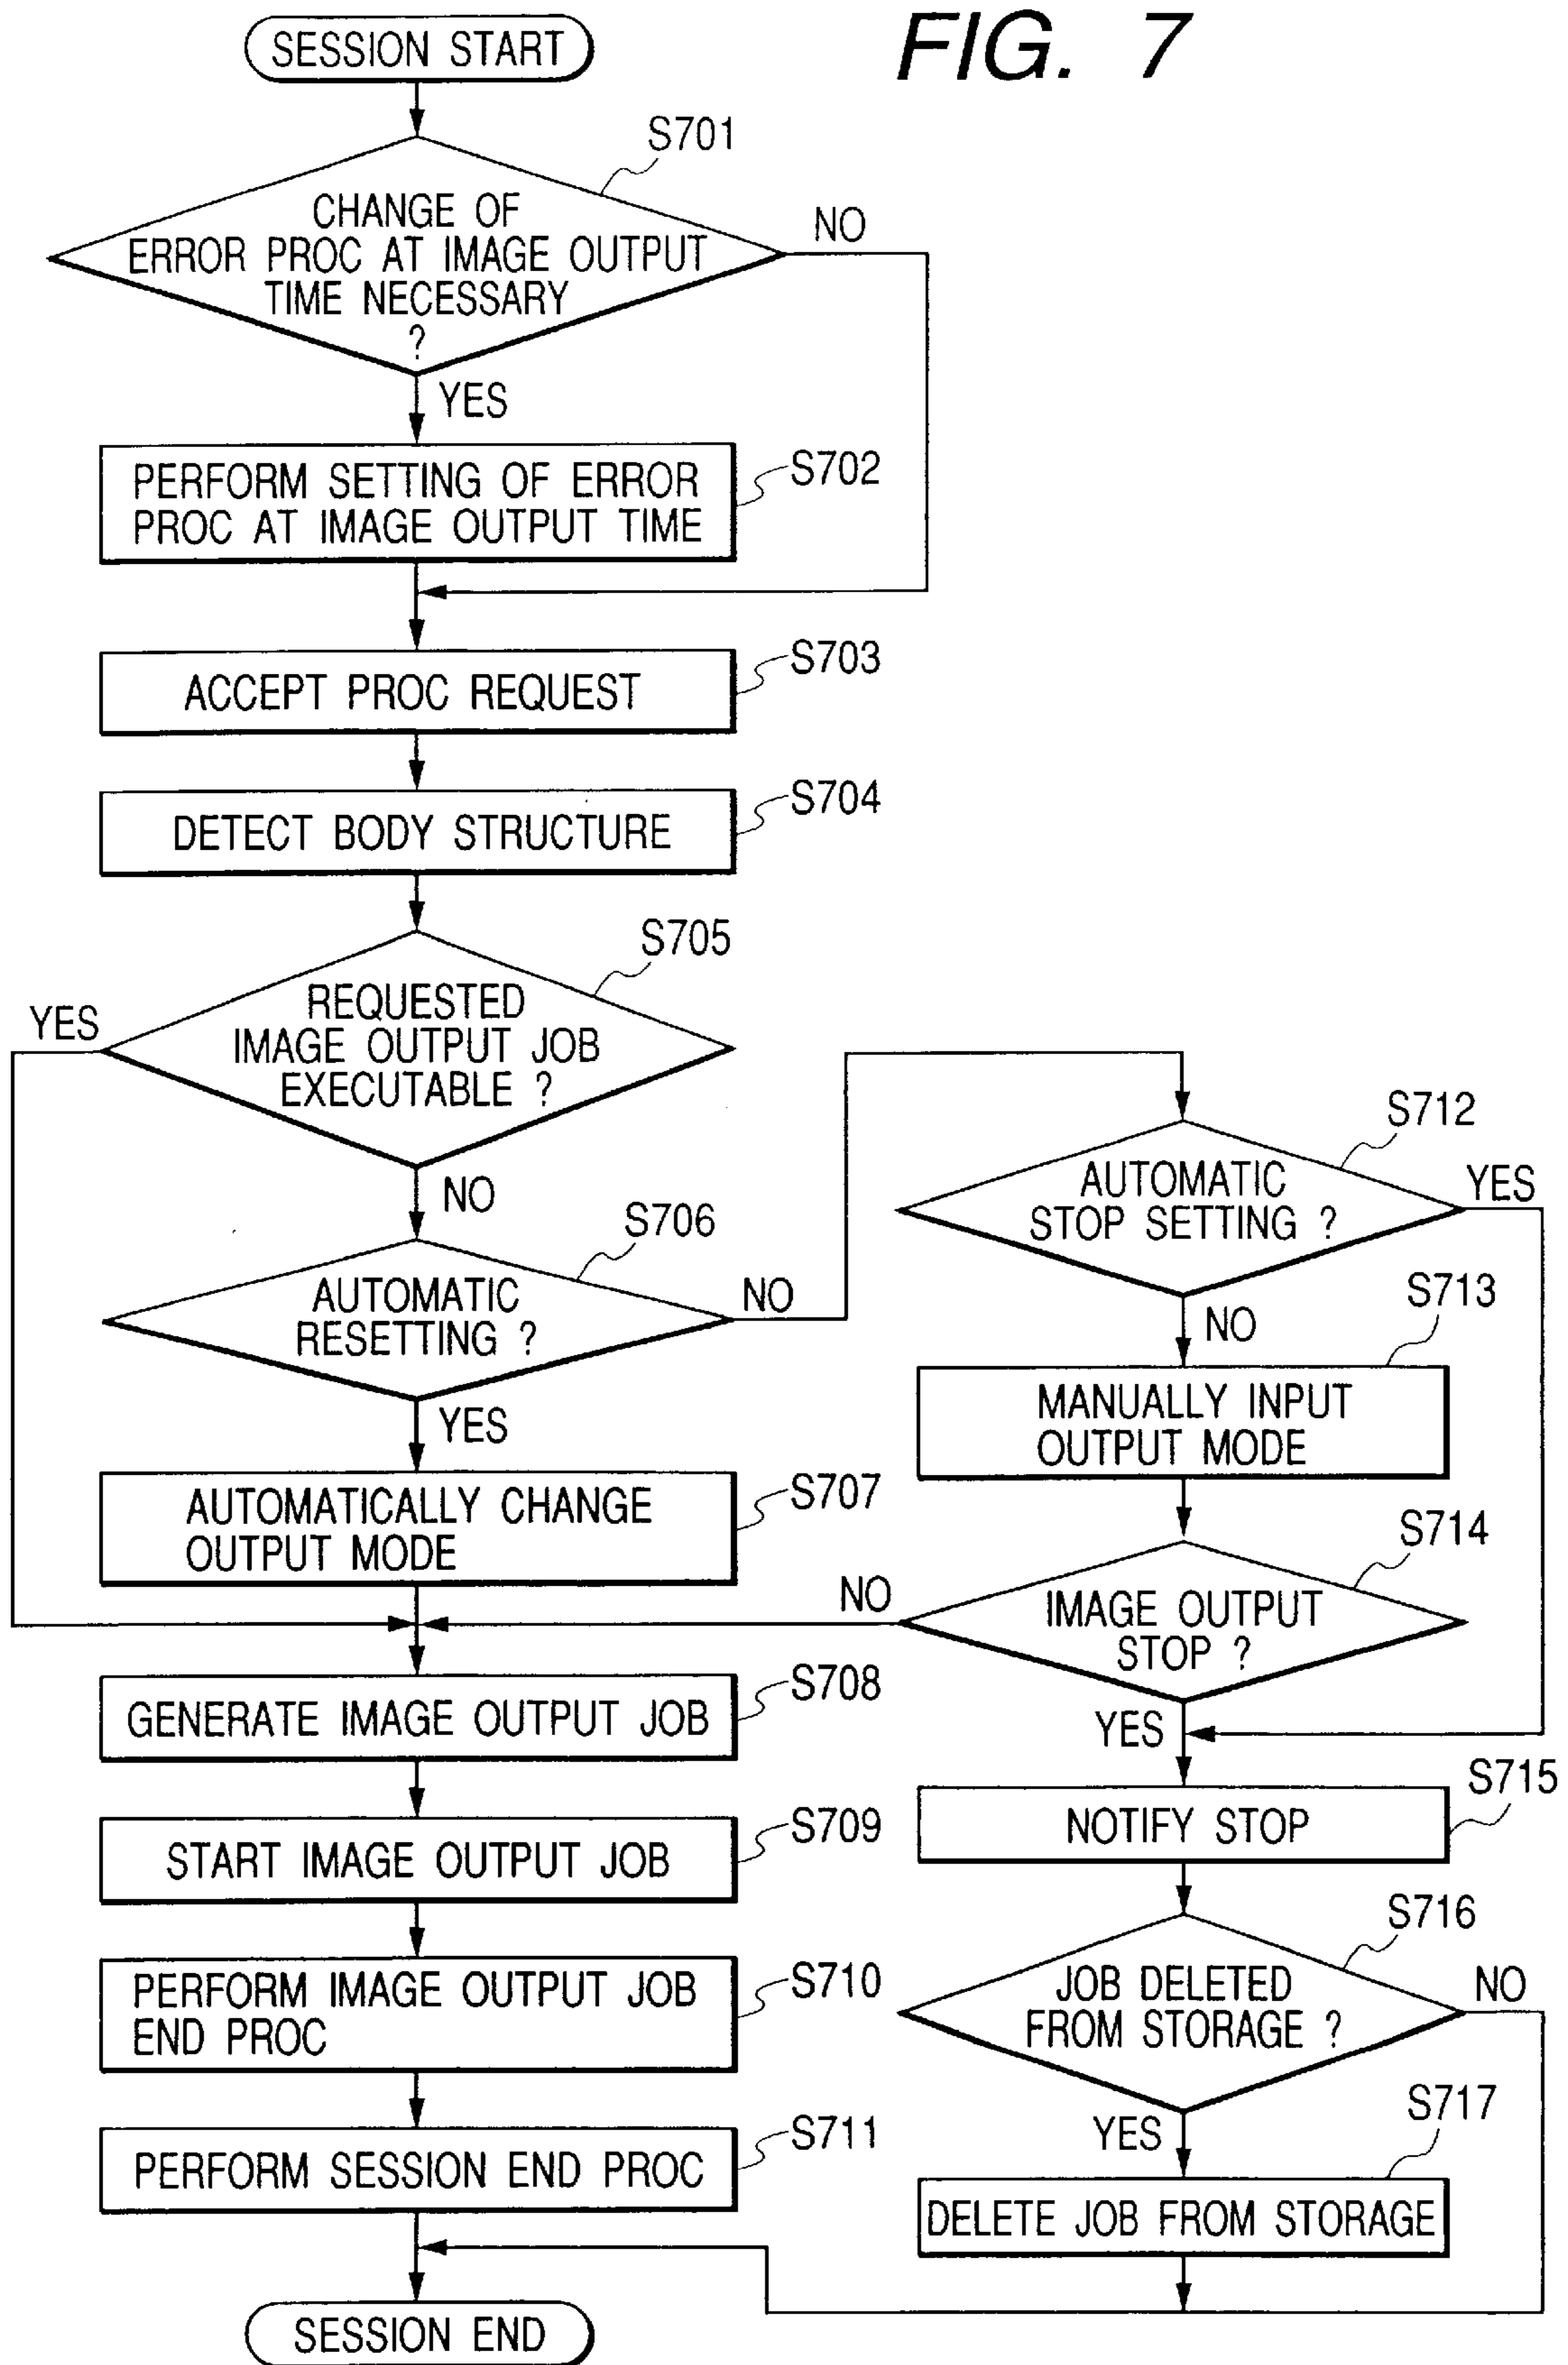 FIG. 7
SESSION START
S701
CHANGE OF
ERROR PROC AT IMAGE OUTPUT
TIME NECESSARY
?
NO
YES
S702
PERFORM SETTING OF ERROR
PROC AT IMAGE OUTPUT TIME
S703
ACCEPT PROC REQUEST
S704
DETECT BODY STRUCTURE
S705
REQUESTED
IMAGE OUTPUT JOB
EXECUTABLE ?
YES
NO
S706
AUTOMATIC
RESETTING ?
NO
YES
S707
AUTOMATICALLY CHANGE
OUTPUT MODE
S708
GENERATE IMAGE OUTPUT JOB
S709
START IMAGE OUTPUT JOB
S710
PERFORM IMAGE OUTPUT JOB
END PROC
S711
PERFORM SESSION END PROC
SESSION END
S712
AUTOMATIC
STOP SETTING ?
YES
NO
S713
MANUALLY INPUT
OUTPUT MODE
S714
IMAGE OUTPUT
STOP ?
NO
YES
S715
NOTIFY STOP
S716
JOB DELETED
FROM STORAGE ?
NO
YES
S717
DELETE JOB FROM STORAGE